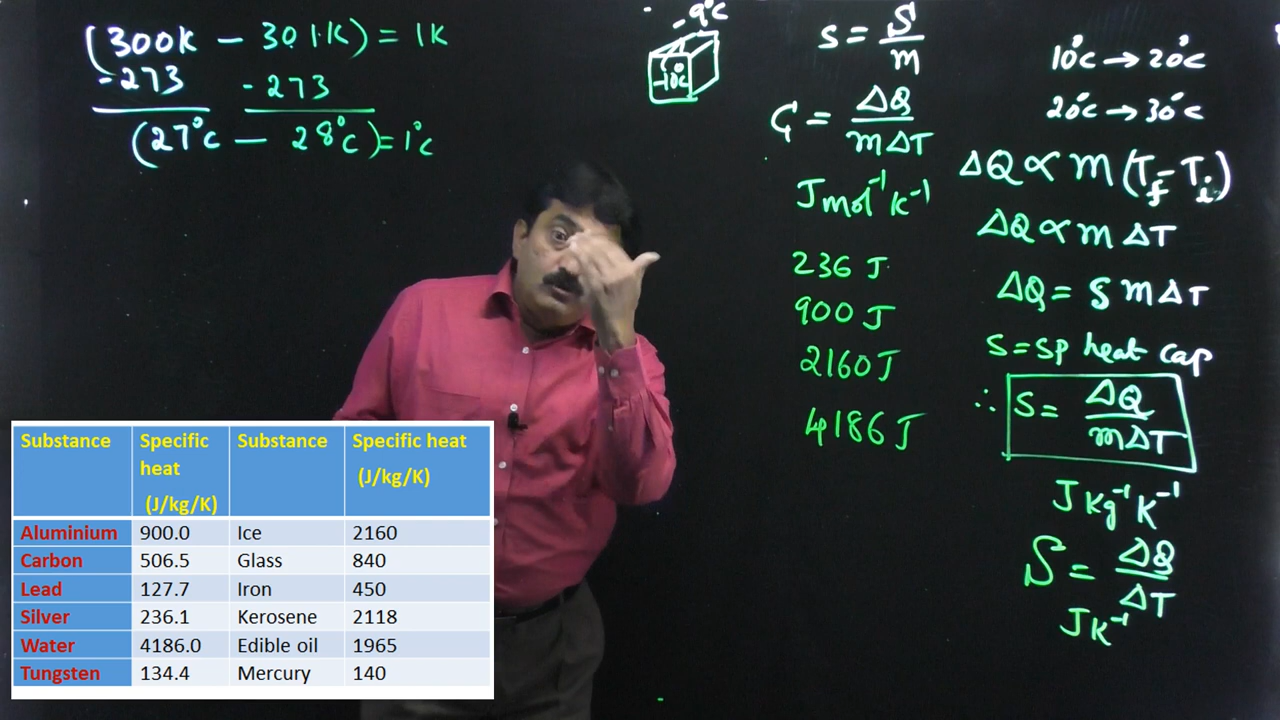 (300K − 301K) = 1K
-273 -273
(27°C − 28°C) = 1°C
-9°C
-10°C
s = S/m
C = ΔQ/mΔT
J mol⁻¹ K⁻¹
236 J
900 J
2160 J
4186 J
10°C → 20°C
20°C → 30°C
ΔQ ∝ m (T_f - T_i)
ΔQ ∝ m ΔT
ΔQ = S m ΔT
S = Sp heat cap
∴ S = ΔQ/mΔT
J Kg⁻¹ K⁻¹
S = ΔQ/ΔT
J K⁻¹
Substance Specific heat (J/kg/K) Substance Specific heat (J/kg/K)
Aluminium 900.0 Ice 2160
Carbon 506.5 Glass 840
Lead 127.7 Iron 450
Silver 236.1 Kerosene 2118
Water 4186.0 Edible oil 1965
Tungsten 134.4 Mercury 140